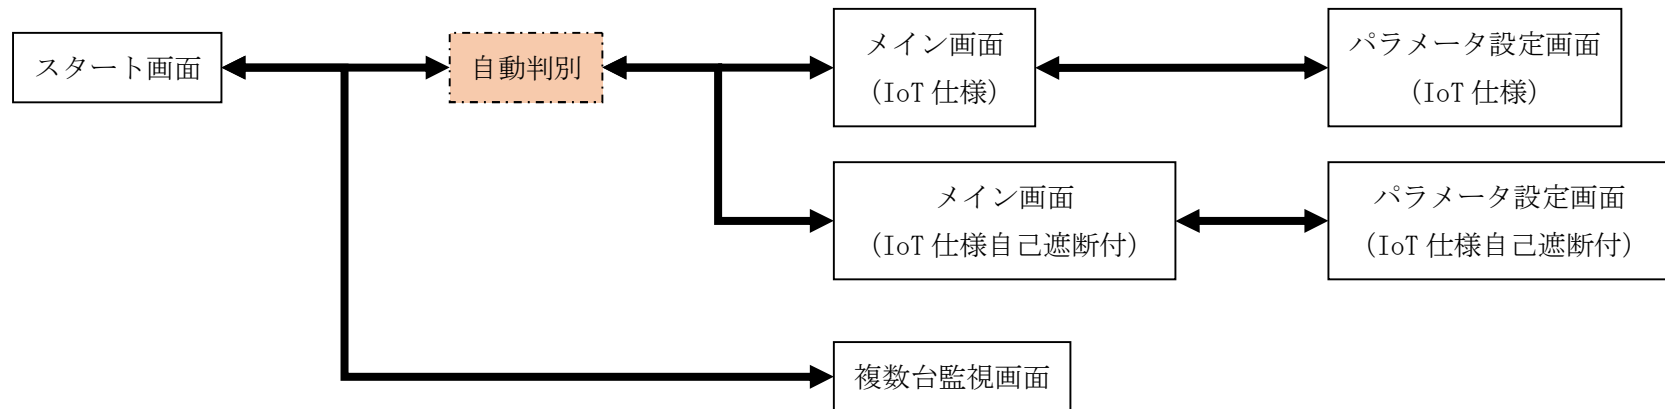 スタート画面
自動判別
メイン画面
（IoT 仕様）
パラメータ設定画面
（IoT 仕様）
メイン画面
（IoT 仕様自己遮断付）
パラメータ設定画面
（IoT 仕様自己遮断付）
複数台監視画面